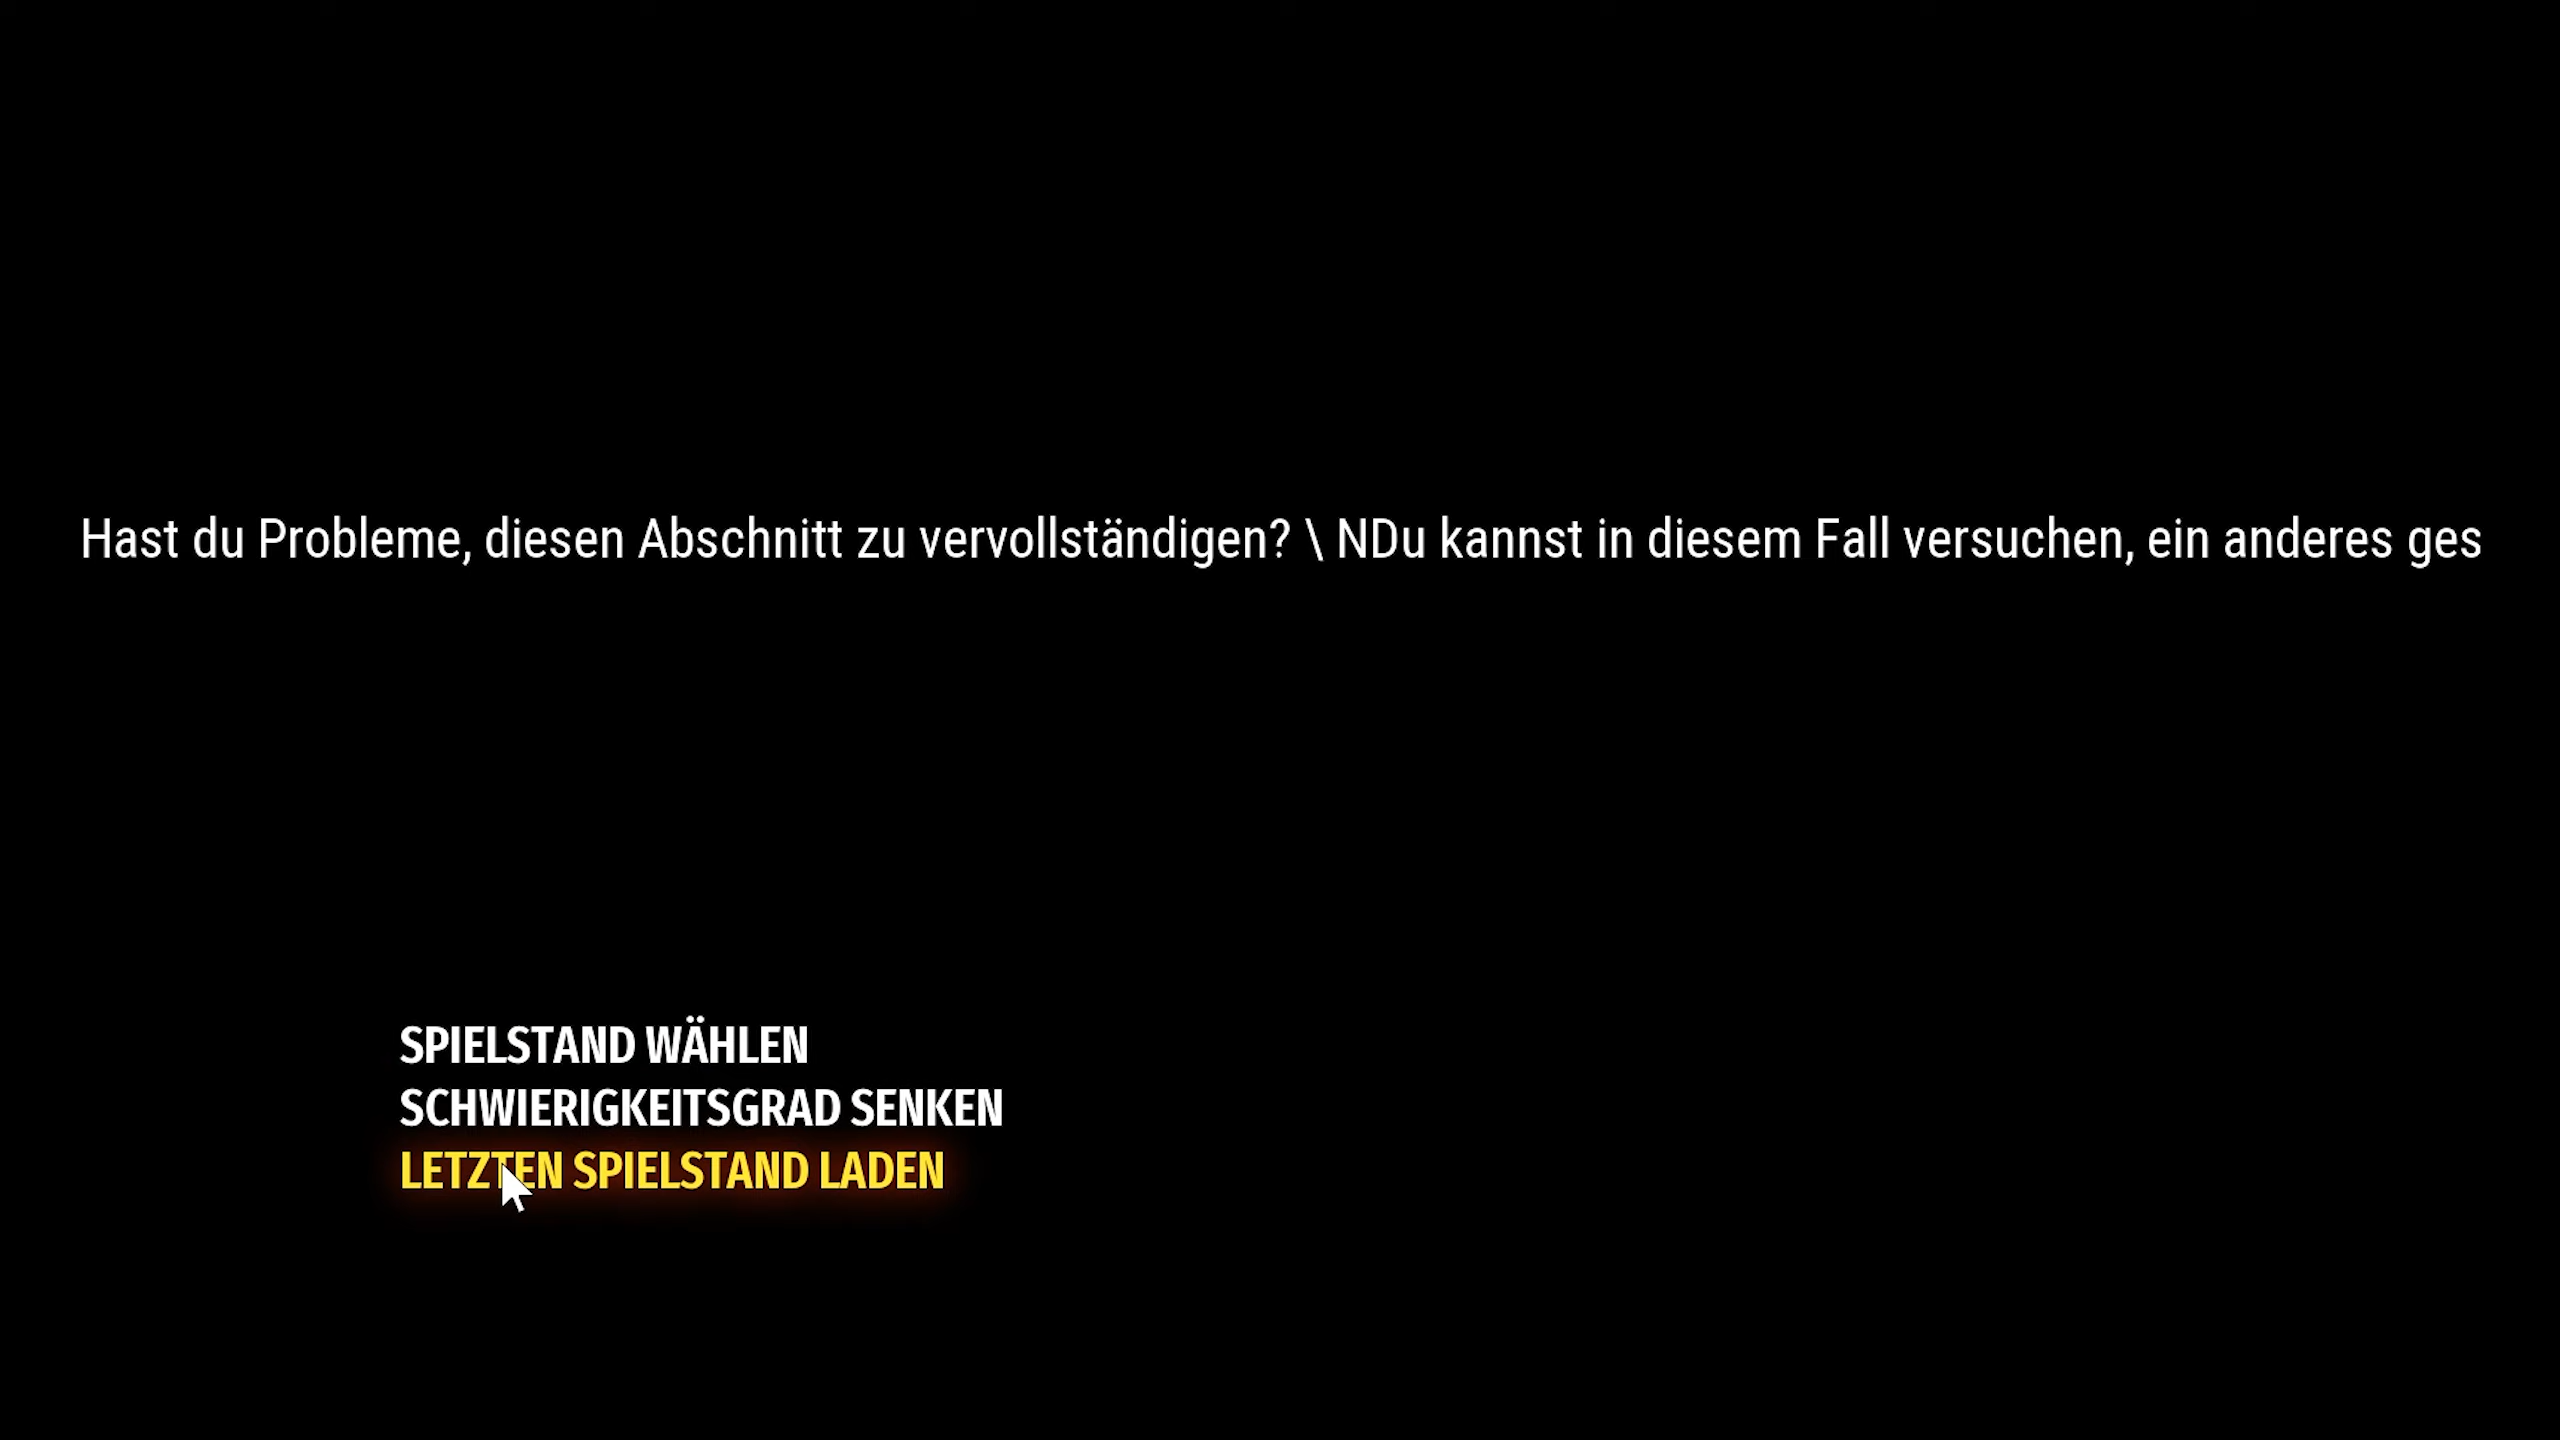 Hast du Probleme, diesen Abschnitt zu vervollständigen? \ NDu kannst in diesem Fall versuchen, ein anderes ges
SPIELSTAND WÄHLEN
SCHWIERIGKEITSGRAD SENKEN
LETZTEN SPIELSTAND LADEN